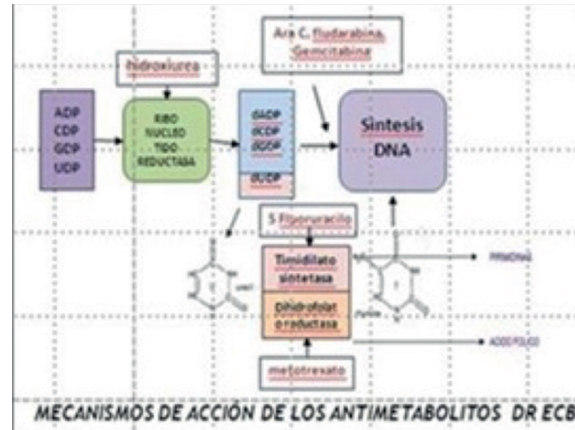 Ara C, fludarabina,
Gemcitabina
hidroxiurea
ADP
CDP
GDP
UDP
RIBO
NUCLEO
TIDO
REDUCTASA
dADP
dCDP
dGDP
dUDP
Sintesis
DNA
5 Fluoruracilo
Timidilato
sintetasa
Dihidrofolat
o reductasa
PIRIMIDINAS
ACIDO FOLICO
metotrexato
MECANISMOS DE ACCIÓN DE LOS ANTIMETABOLITOS DR ECB